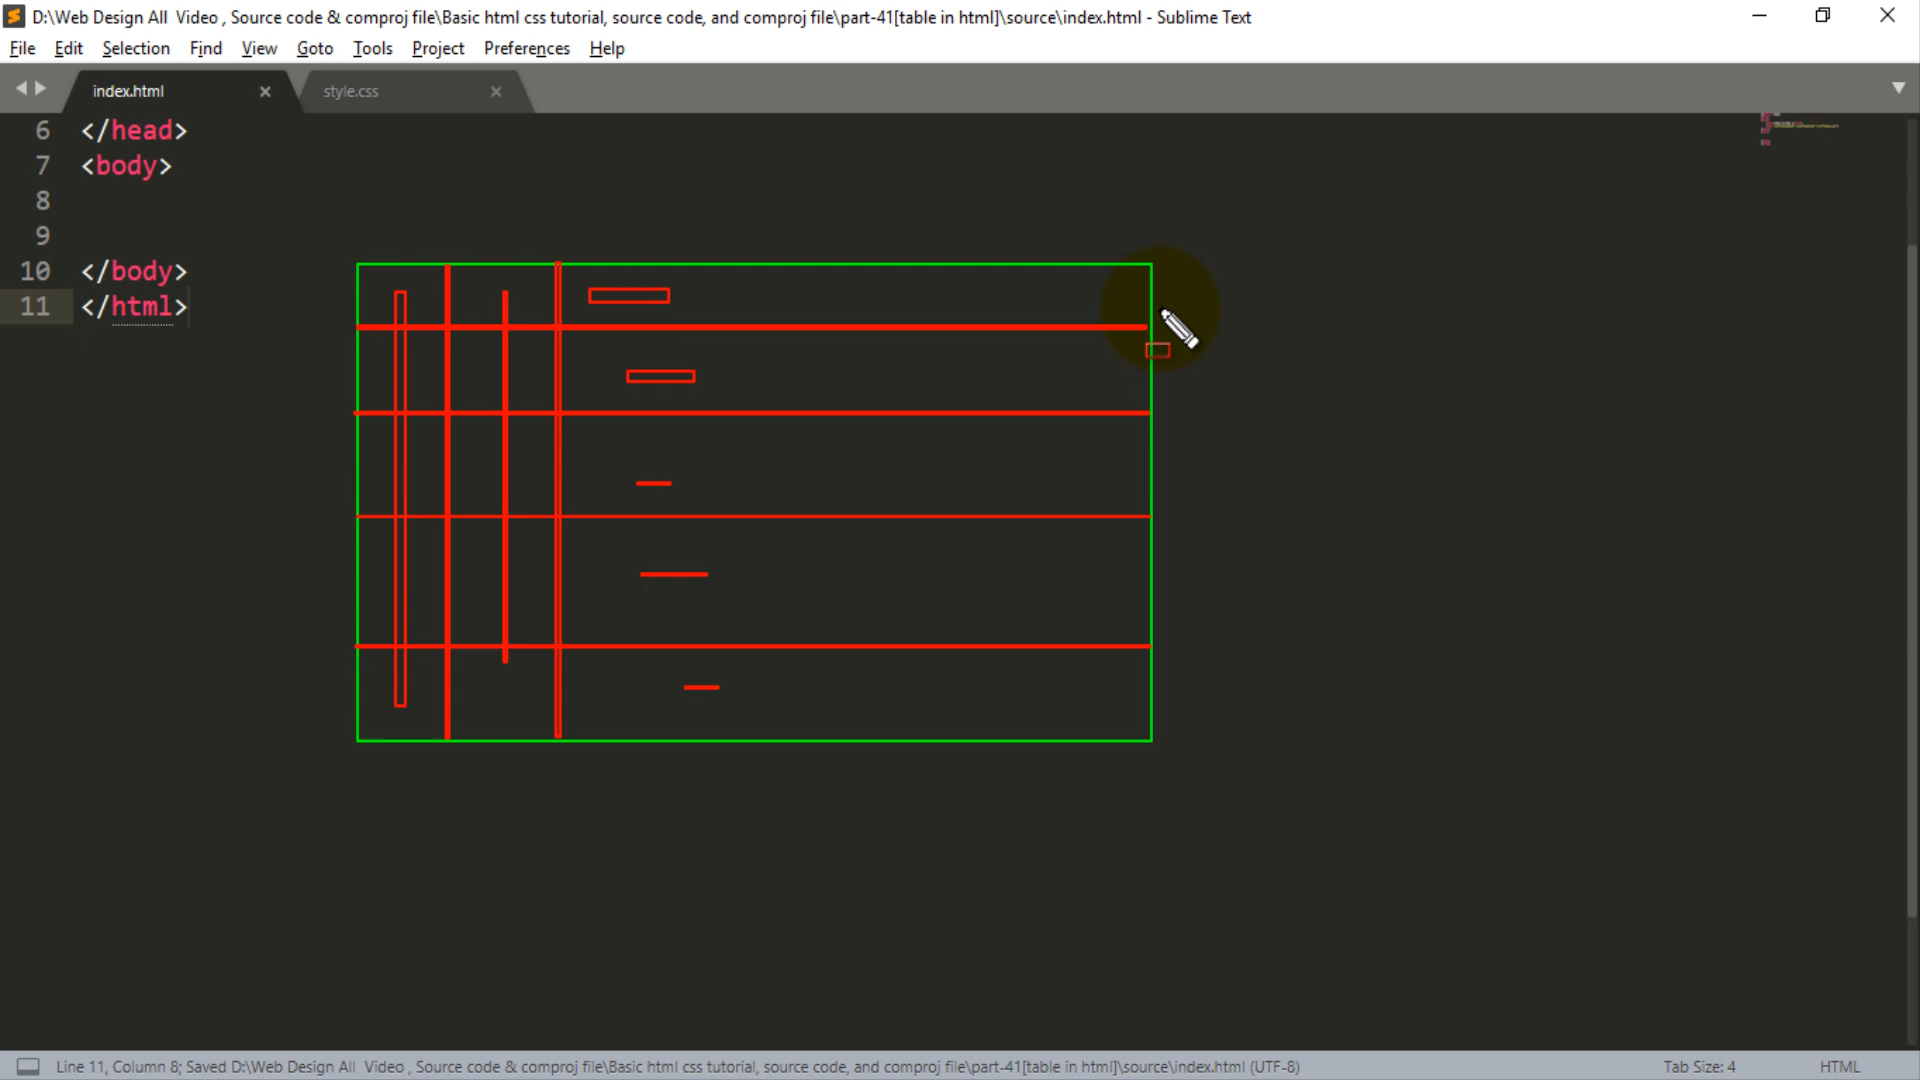 D:\Web Design All  Video , Source code & comproj file\Basic html css tutorial, source code, and comproj file\part-41[table in html]\source\index.html - Sublime Text
File Edit Selection Find View Goto Tools Project Preferences Help
index.html × style.css ×
6 </head>
7 <body>
8
9
10 </body>
11 </html>
Line 11, Column 8; Saved D:\Web Design All  Video , Source code & comproj file\Basic html css tutorial, source code, and comproj file\part-41[table in html]\source\index.html (UTF-8) Tab Size: 4 HTML